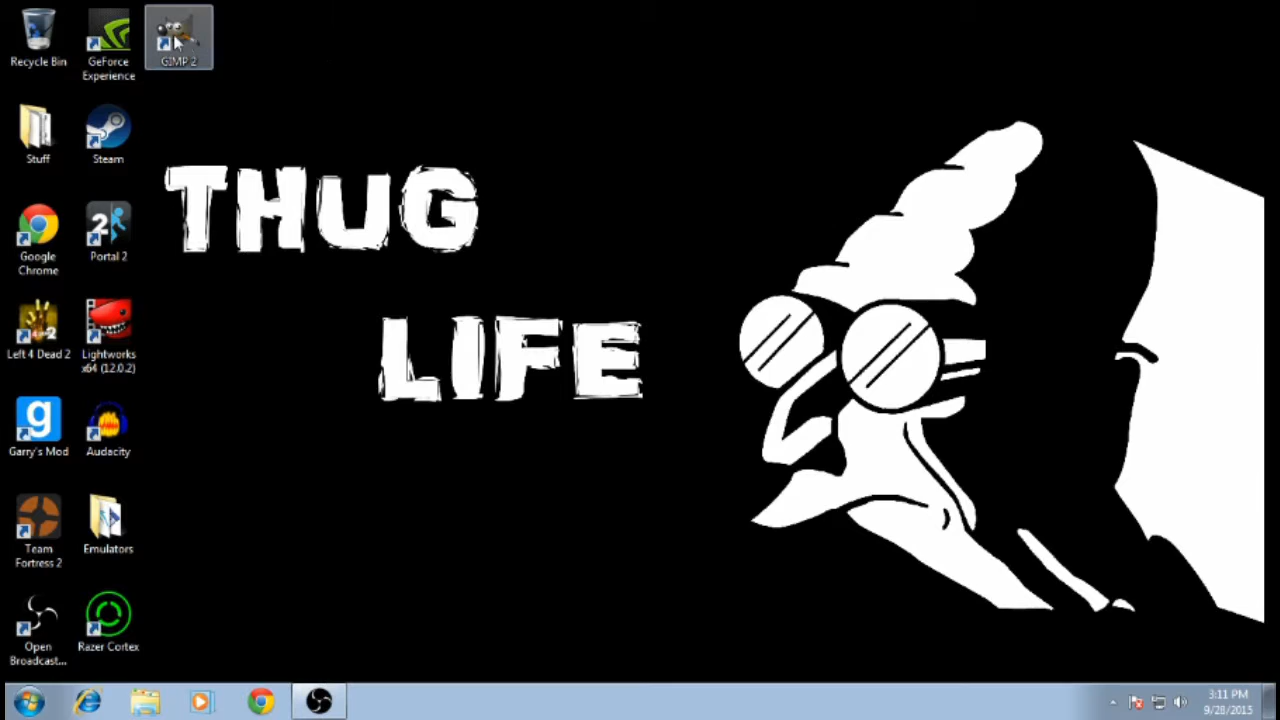 Recycle Bin
GeForce
Experience
GIMP 2
Stuff
Steam
THUG
LIFE
Google
Chrome
Portal 2
Left 4 Dead 2
Lightworks
x64 (12.0.2)
Garry's Mod
Audacity
Team
Fortress 2
Emulators
Open
Broadcast...
Razer Cortex
3:11 PM
9/28/2015